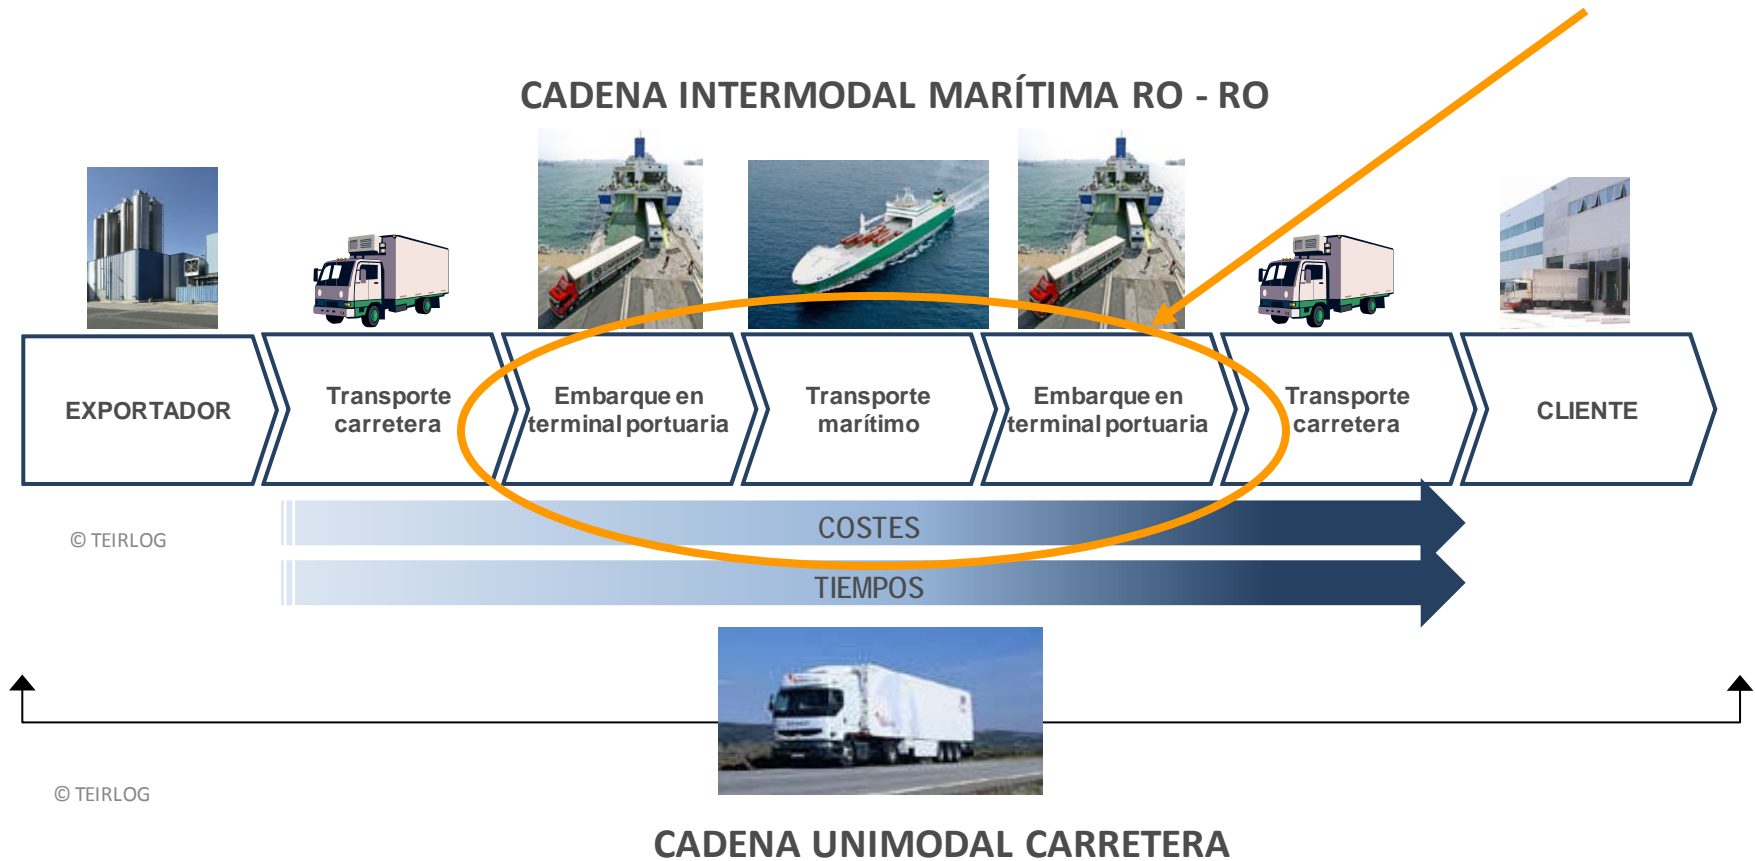 CADENA INTERMODAL MARÍTIMA RO - RO
EXPORTADOR
Transporte
carretera
Embarque en
terminal portuaria
Transporte
marítimo
Embarque en
terminal portuaria
Transporte
carretera
CLIENTE
© TEIRLOG
COSTES
TIEMPOS
© TEIRLOG
CADENA UNIMODAL CARRETERA